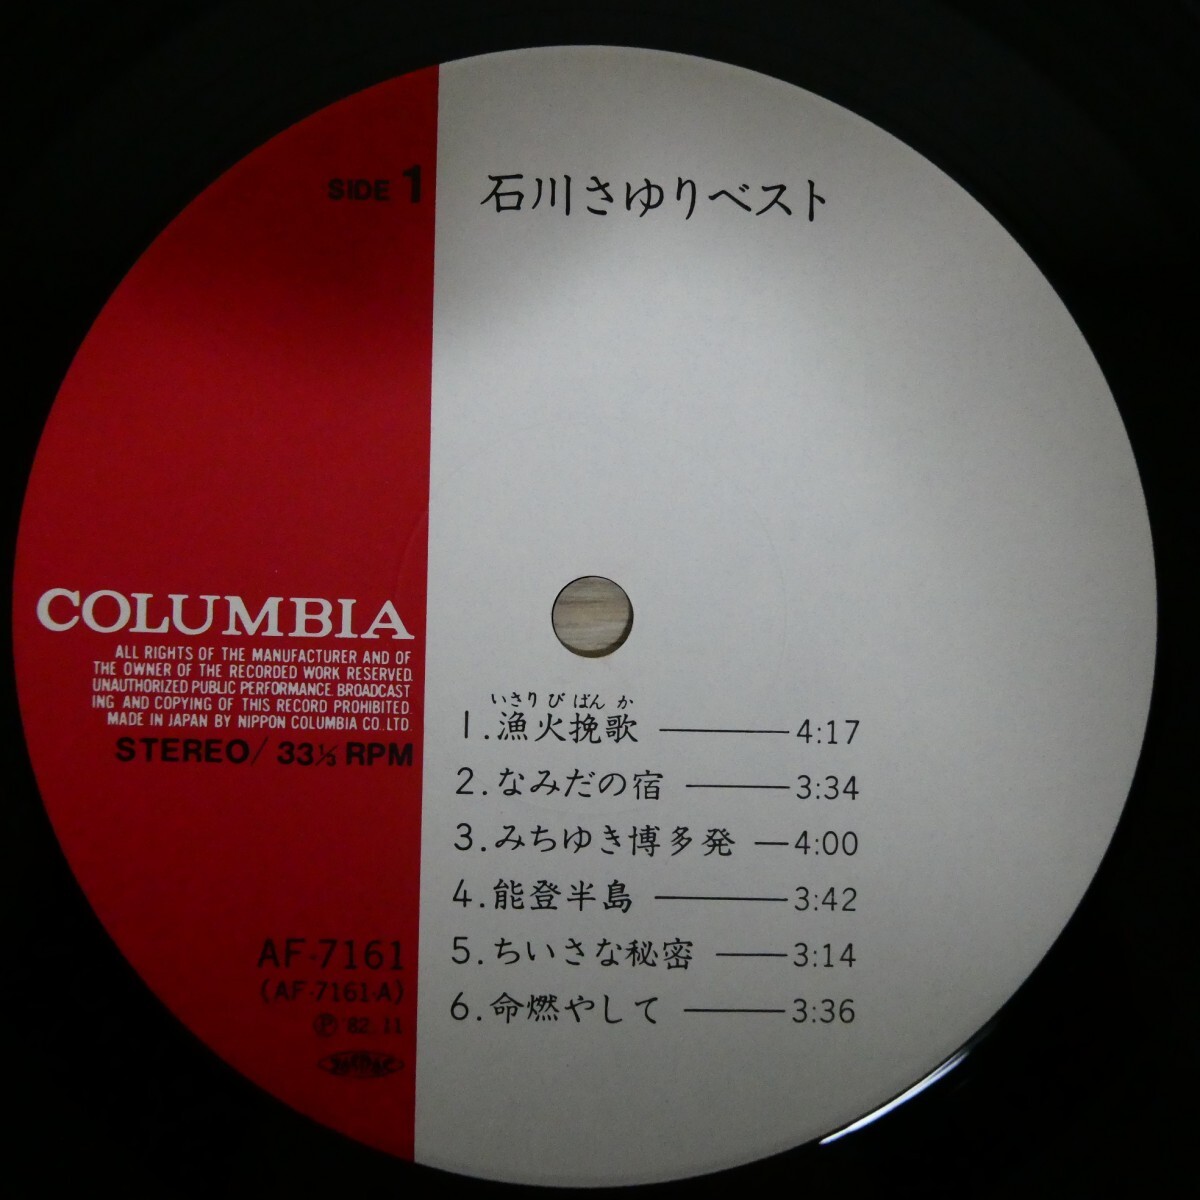 SIDE 1
石川さゆりベスト
COLUMBIA
ALL RIGHTS OF THE MANUFACTURER AND OF
THE OWNER OF THE RECORDED WORK RESERVED.
UNAUTHORIZED PUBLIC PERFORMANCE. BROADCAST
ING AND COPYING OF THIS RECORD PROHIBITED.
MADE IN JAPAN BY NIPPON COLUMBIA CO.LTD.
STEREO/ 33⅓ RPM
AF-7161
(AF-7161-A)
Ⓟ 82.11
いさり び ばん か
1.漁火挽歌 4:17
2.なみだの宿 3:34
3.みちゆき博多発 4:00
4.能登半島 3:42
5.ちいさな秘密 3:14
6.命燃やして 3:36